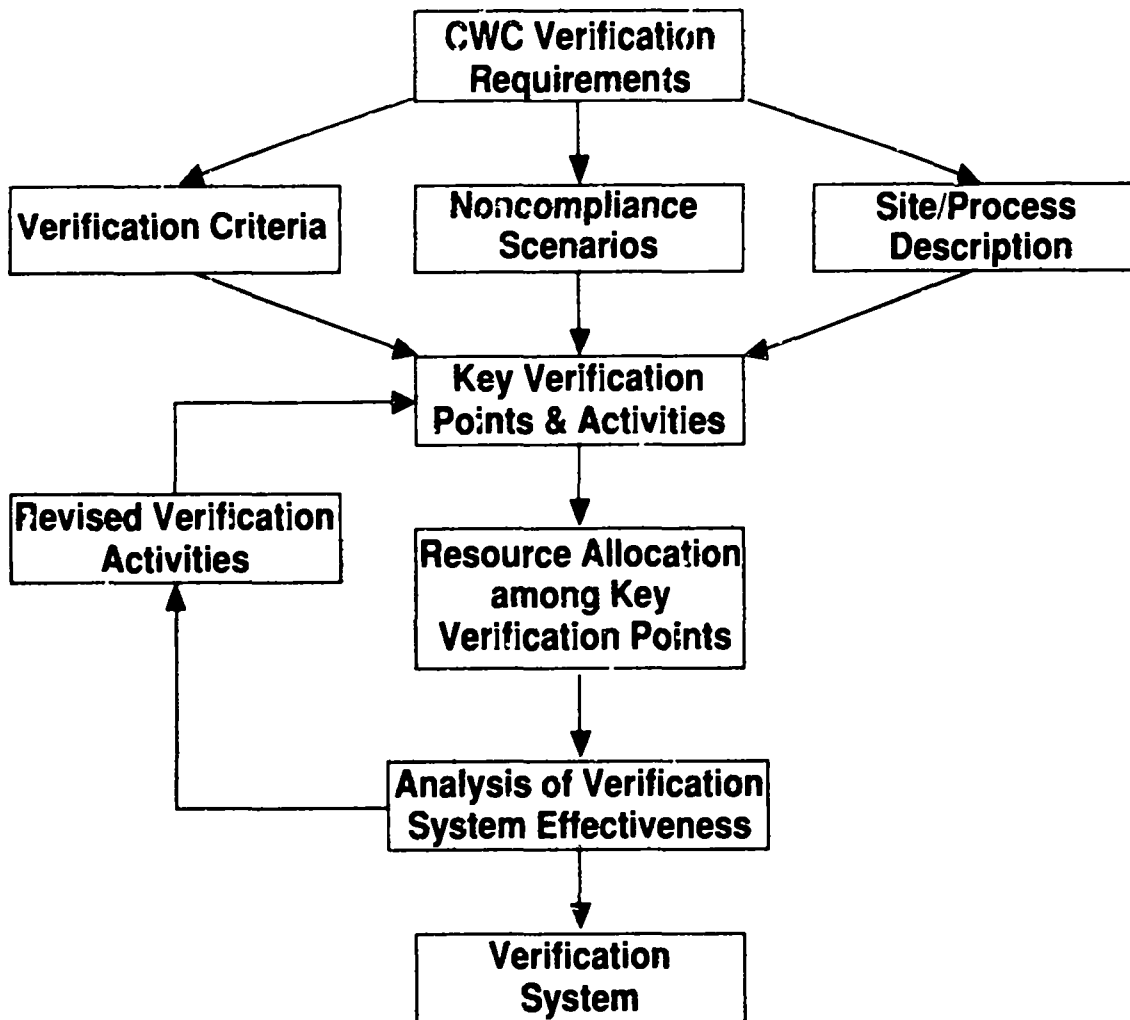 CWC Verification
Requirements
Verification Criteria
Noncompliance
Scenarios
Site/Process
Description
Key Verification
Points & Activities
Revised Verification
Activities
Resource Allocation
among Key
Verification Points
Analysis of Verification
System Effectiveness
Verification
System